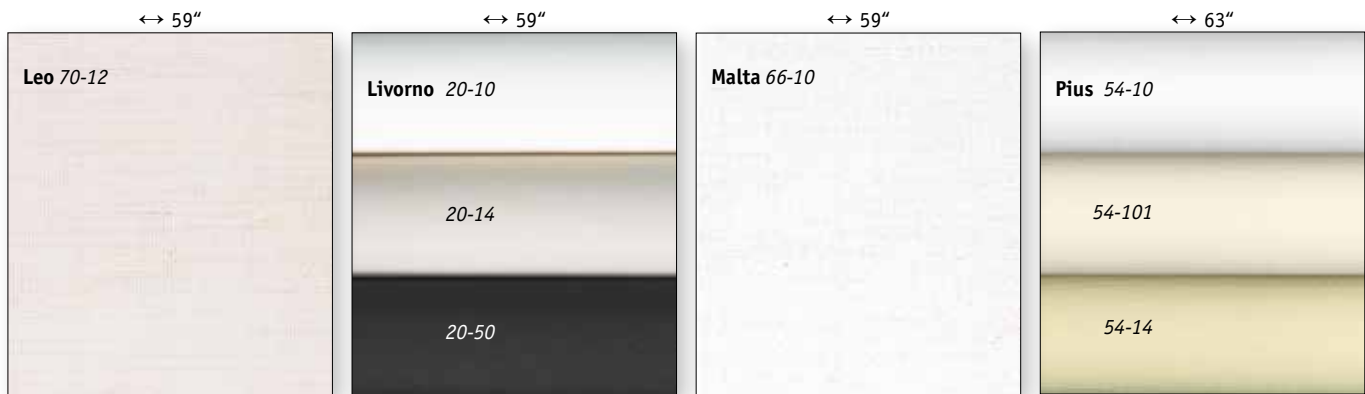 ↔ 59“
↔ 59“
↔ 59“
↔ 63“
Leo 70-12
Livorno 20-10
20-14
20-50
Malta 66-10
Pius 54-10
54-101
54-14